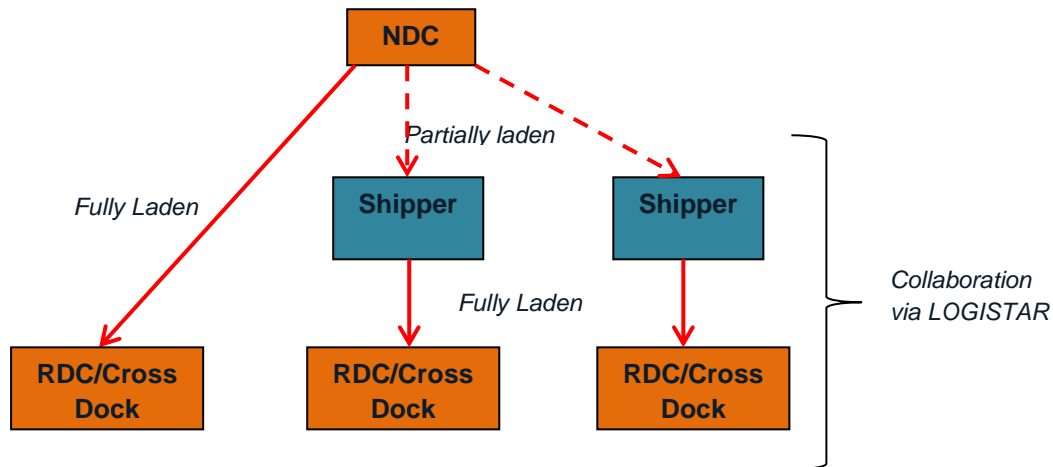 NDC
Partially laden
Fully Laden
Shipper
Shipper
Fully Laden
Collaboration
via LOGISTAR
RDC/Cross
Dock
RDC/Cross
Dock
RDC/Cross
Dock